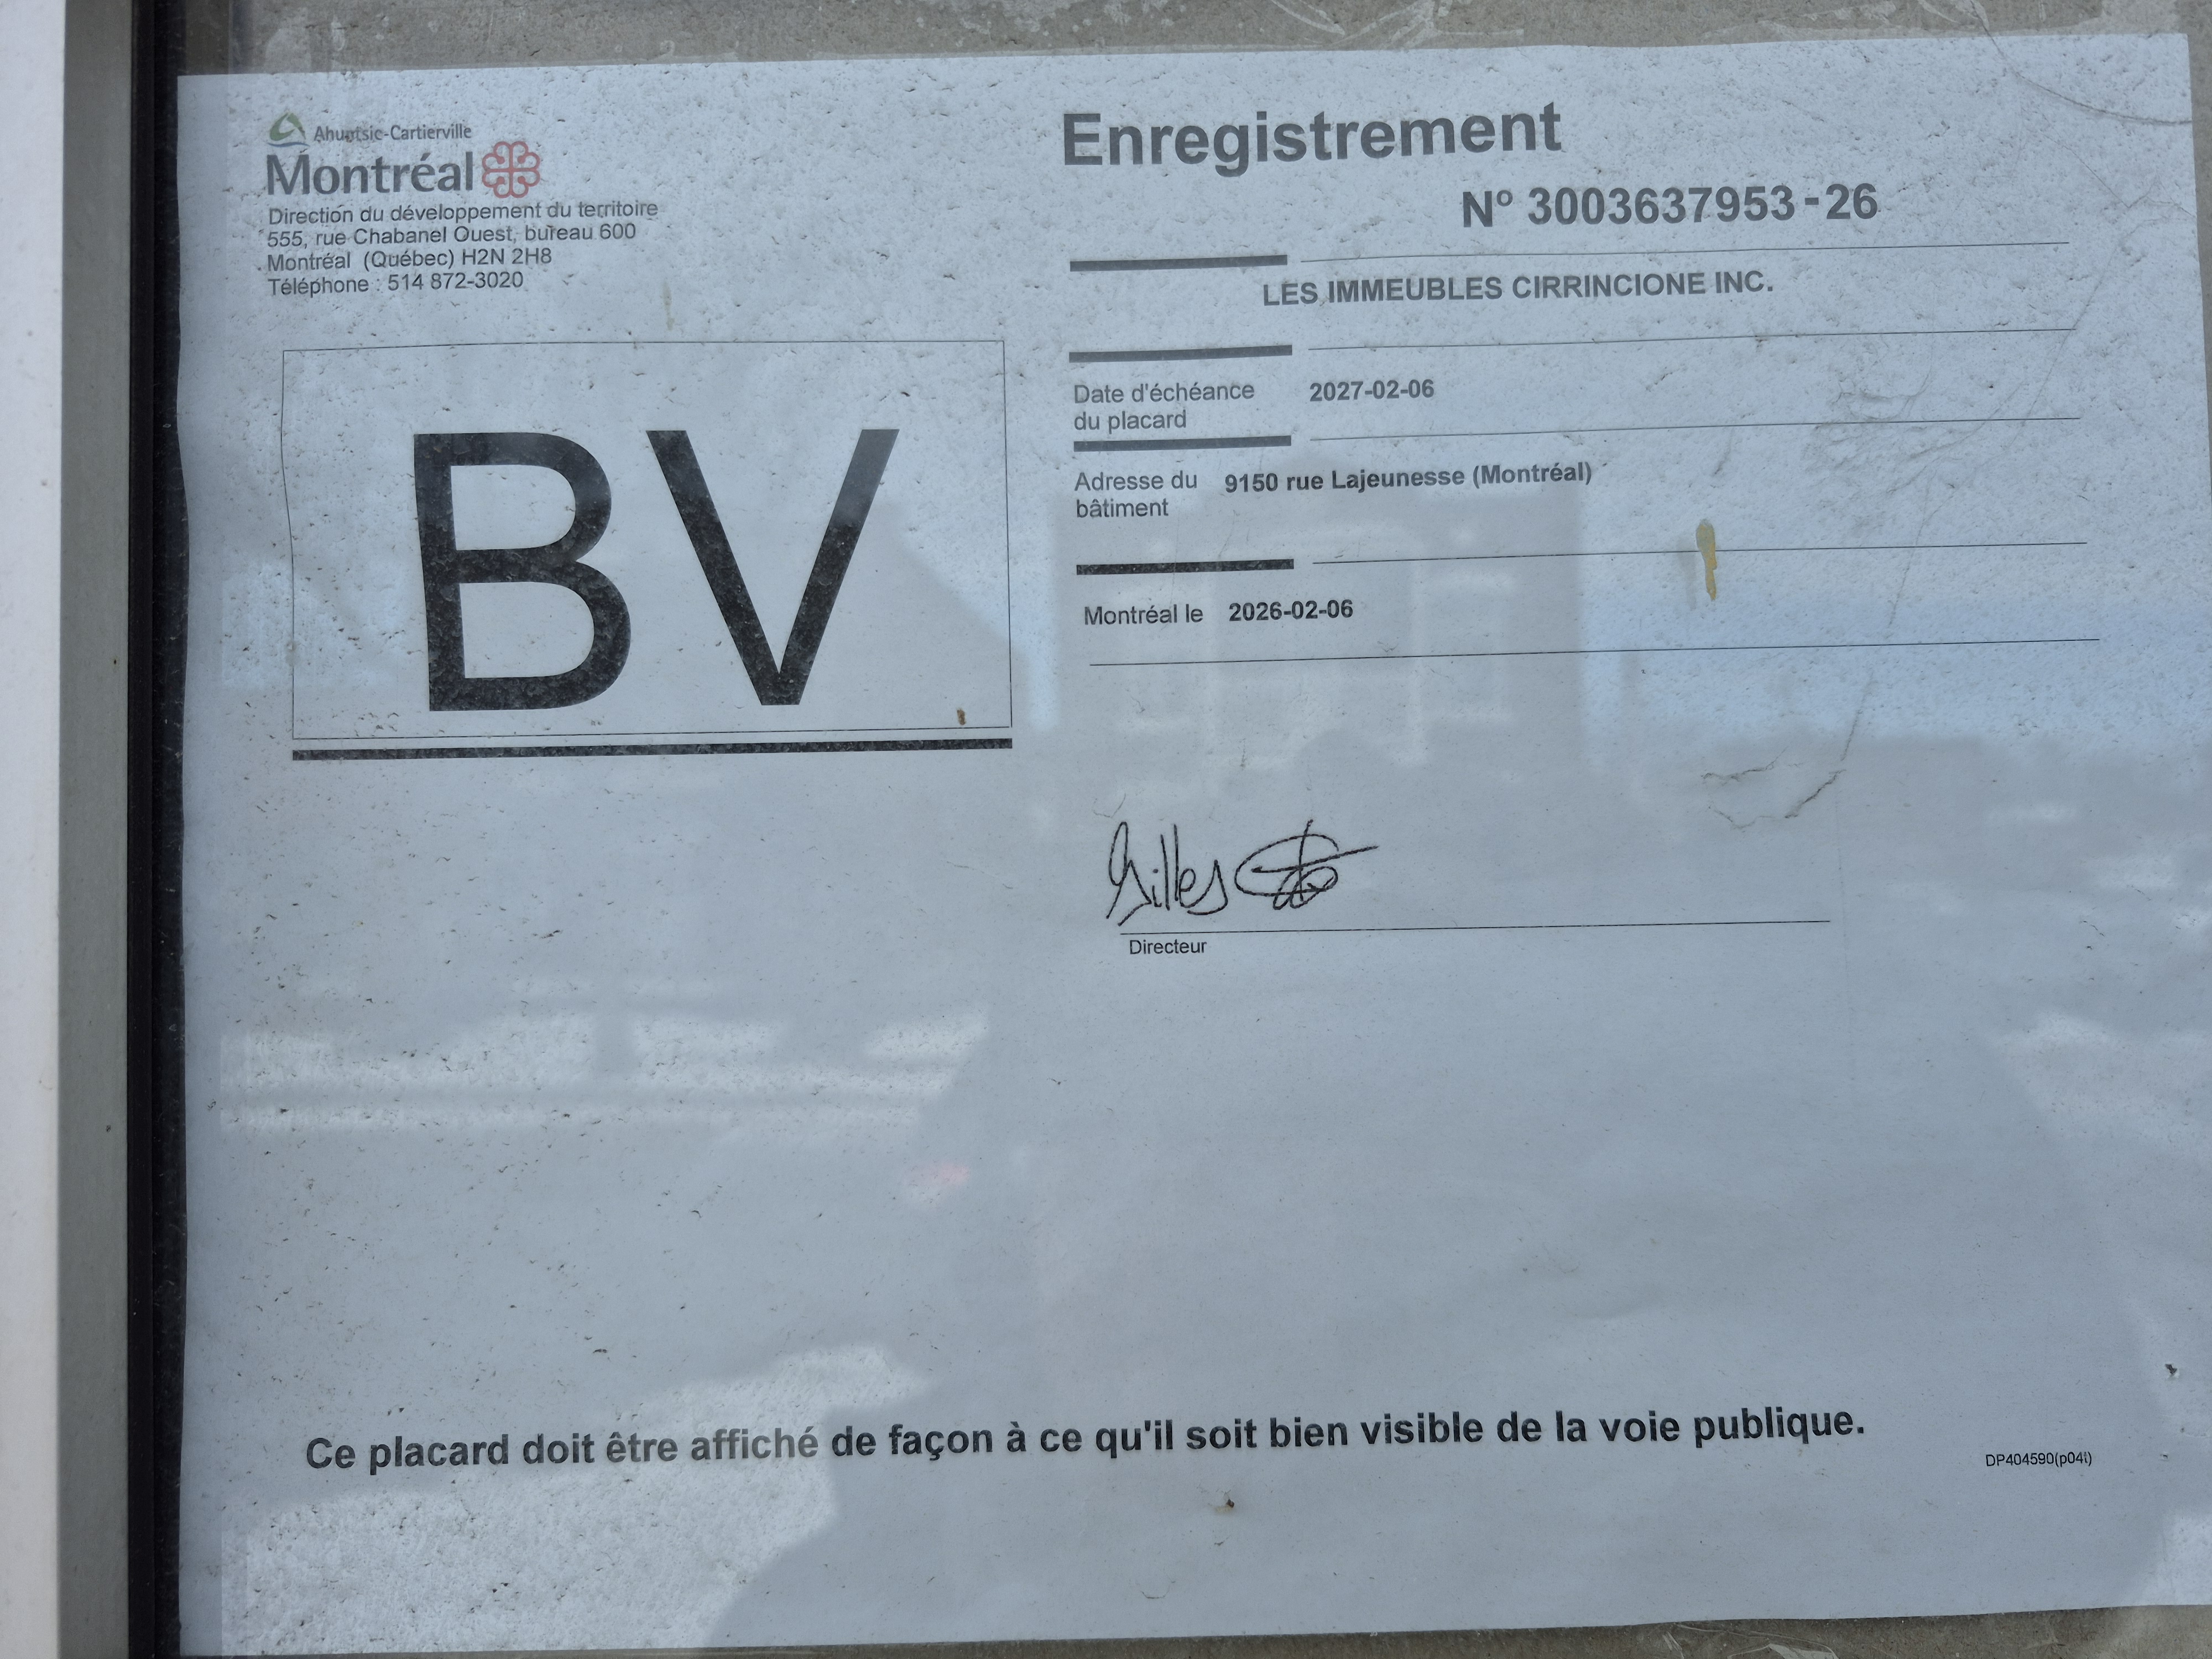 Ahuntsic-Cartierville
Montréal
Direction du développement du territoire
555, rue Chabanel Ouest, bureau 600
Montréal (Québec) H2N 2H8
Téléphone : 514 872-3020
BV
Enregistrement
Nº 3003637953-26
LES IMMEUBLES CIRRINCIONE INC.
Date d'échéance du placard 2027-02-06
Adresse du bâtiment 9150 rue Lajeunesse (Montréal)
Montréal le 2026-02-06
Gilles
Directeur
Ce placard doit être affiché de façon à ce qu'il soit bien visible de la voie publique.